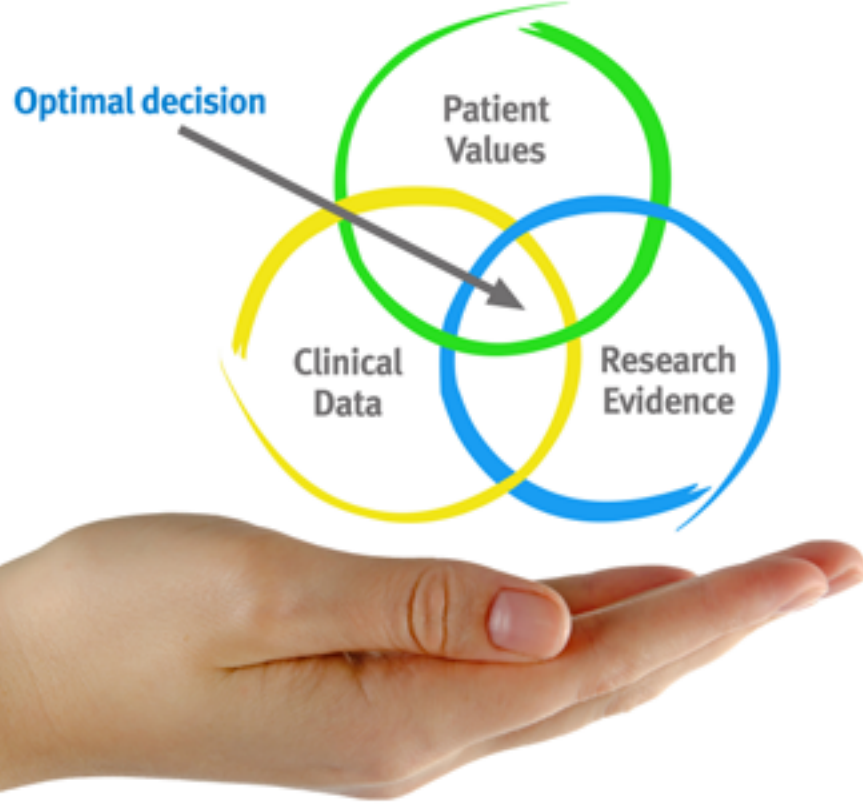 Optimal decision
Patient
Values
Clinical
Data
Research
Evidence